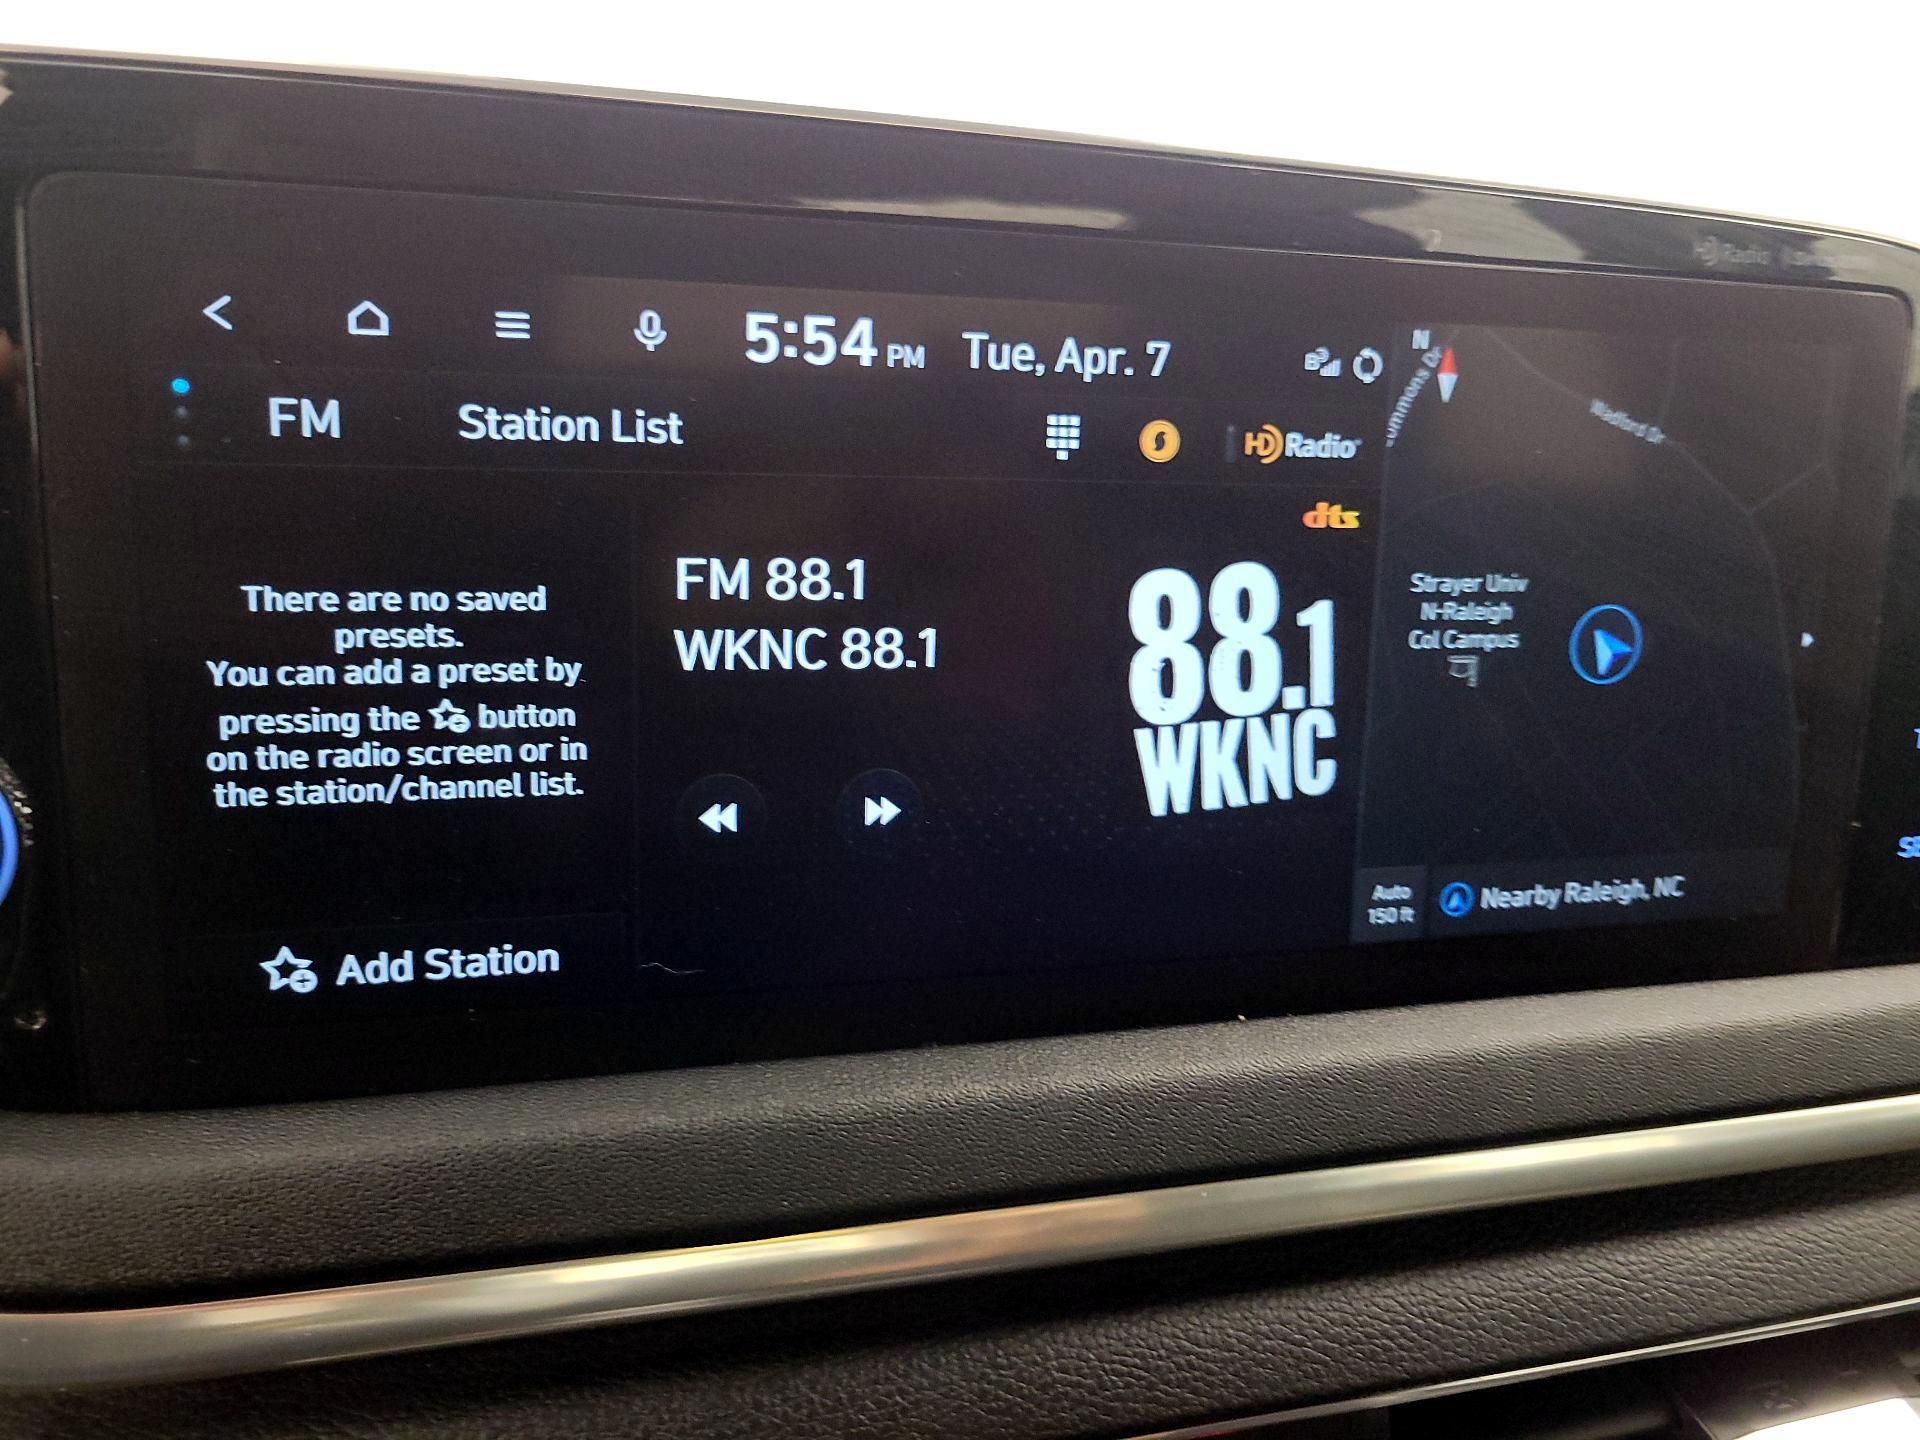 5:54 PM Tue, Apr. 7
N
FM Station List
HD Radio
Wadford Dr
dts
There are no saved
presets.
You can add a preset by
pressing the button
on the radio screen or in
the station/channel list.
Add Station
FM 88.1
WKNC 88.1
88.1
WKNC
Strayer Univ
N-Raleigh
Col Campus
Auto
150 ft
Nearby Raleigh, NC